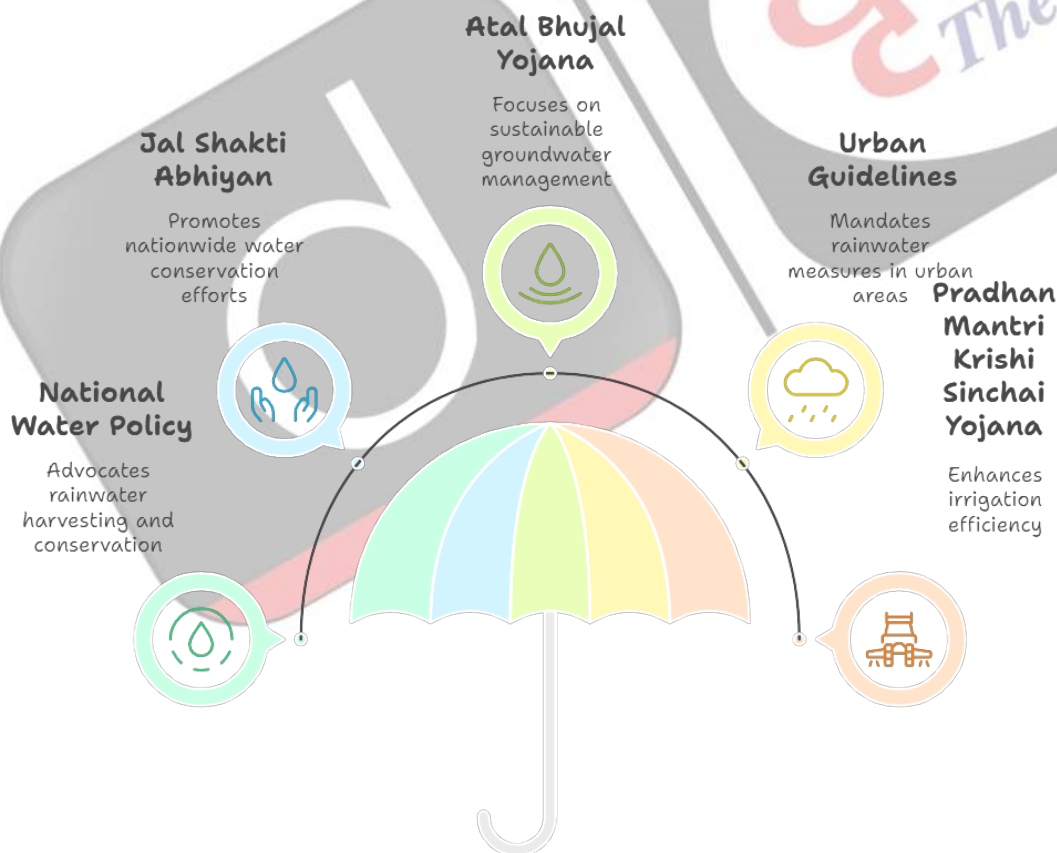 National
Water Policy
Advocates
rainwater
harvesting and
conservation
Jal Shakti
Abhiyan
Promotes
nationwide water
conservation
efforts
Atal Bhujal
Yojana
Focuses on
sustainable
groundwater
management
Urban
Guidelines
Mandates
rainwater
measures in urban
areas
Pradhan
Mantri
Krishi
Sinchai
Yojana
Enhances
irrigation
efficiency
The